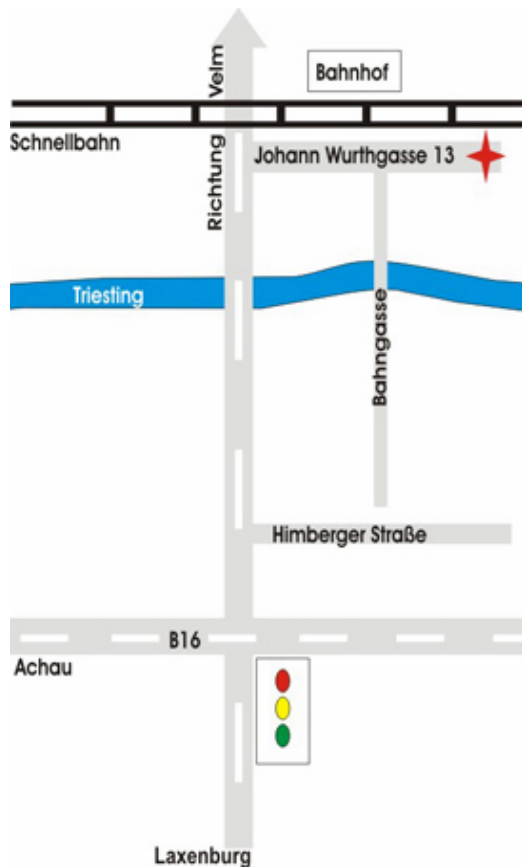 Richtung Velm
Bahnhof
Schnellbahn
Johann Wurthgasse 13
Triesting
Bahngasse
Himberger Straße
B16
Achau
Laxenburg